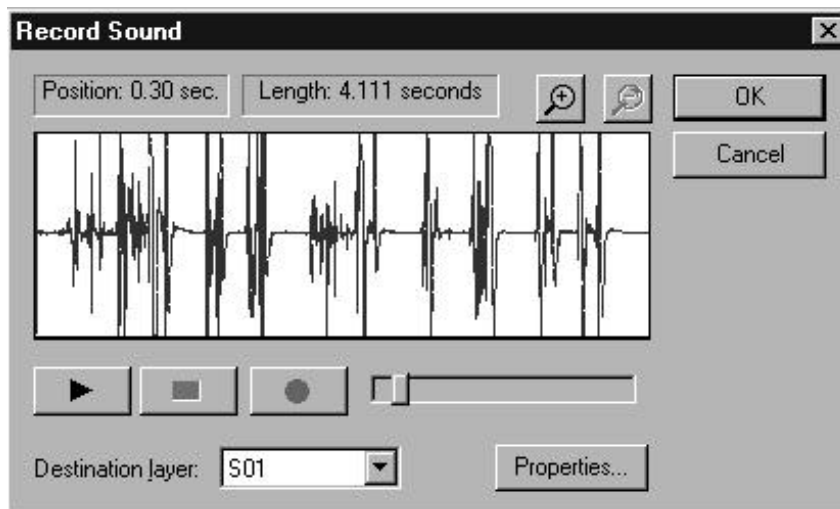 Record Sound
Position: 0.30 sec.
Length: 4.111 seconds
OK
Cancel
Destination layer:
S01
Properties...